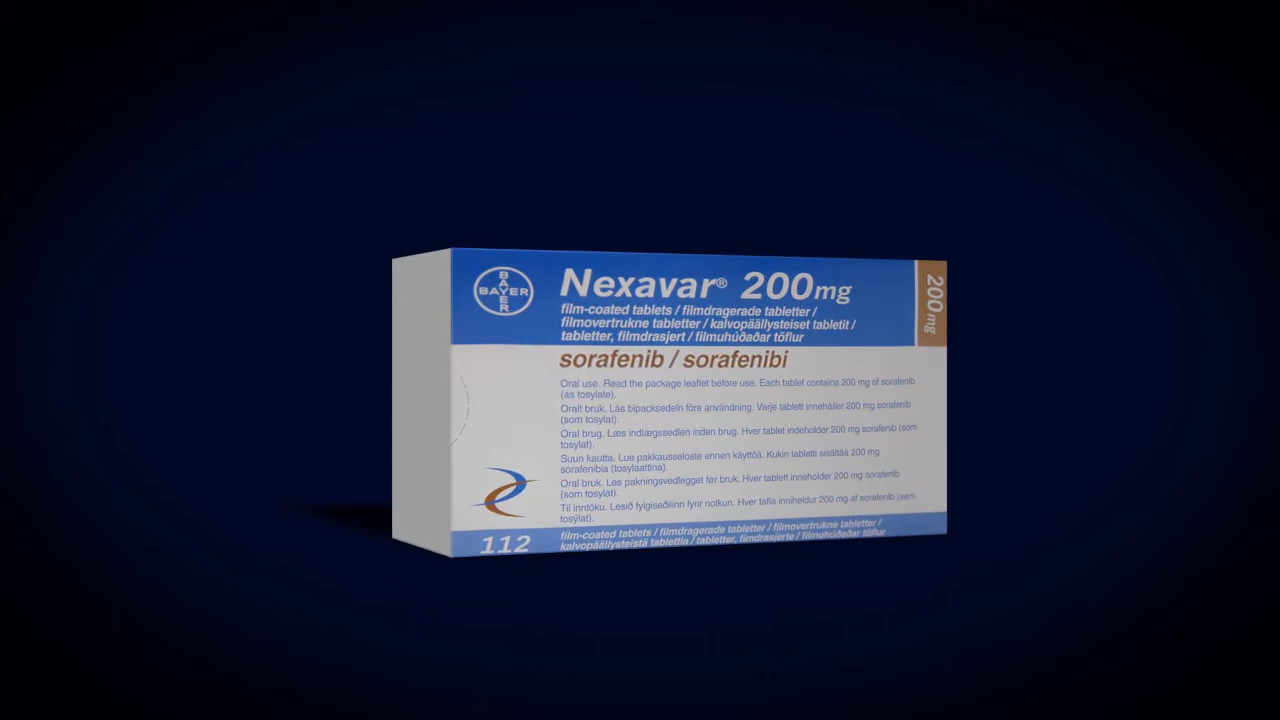 BAYER
BAYER
Nexavar® 200mg
200mg
film-coated tablets / filmdragerade tabletter /
filmovertrukne tabletter / kalvopäällysteiset tabletit /
tabletter, filmdrasjert / filmuhúðaðar töflur
sorafenib / sorafenibi
Oral use. Read the package leaflet before use. Each tablet contains 200 mg of sorafenib
(as tosylate).
Oralt bruk. Läs bipacksedeln före användning. Varje tablett innehåller 200 mg sorafenib
(som tosylat).
Oral brug. Læs indlægssedlen inden brug. Hver tablet indeholder 200 mg sorafenib (som
tosylat).
Suun kautta. Lue pakkausseloste ennen käyttöä. Kukin tabletti sisältää 200 mg
sorafenibia (tosylaattina).
Oral bruk. Les pakningsvedlegget før bruk. Hver tablett inneholder 200 mg sorafenib
(som tosylat).
Til inntöku. Lesið fylgiseðilinn fyrir notkun. Hver tafla inniheldur 200 mg af sorafenib (sem
tosýlat).
112
film-coated tablets / filmdragerade tabletter / filmovertrukne tabletter /
kalvopäällysteistä tablettia / tabletter, fimdrasjerte / filmuhúðaðar töflur